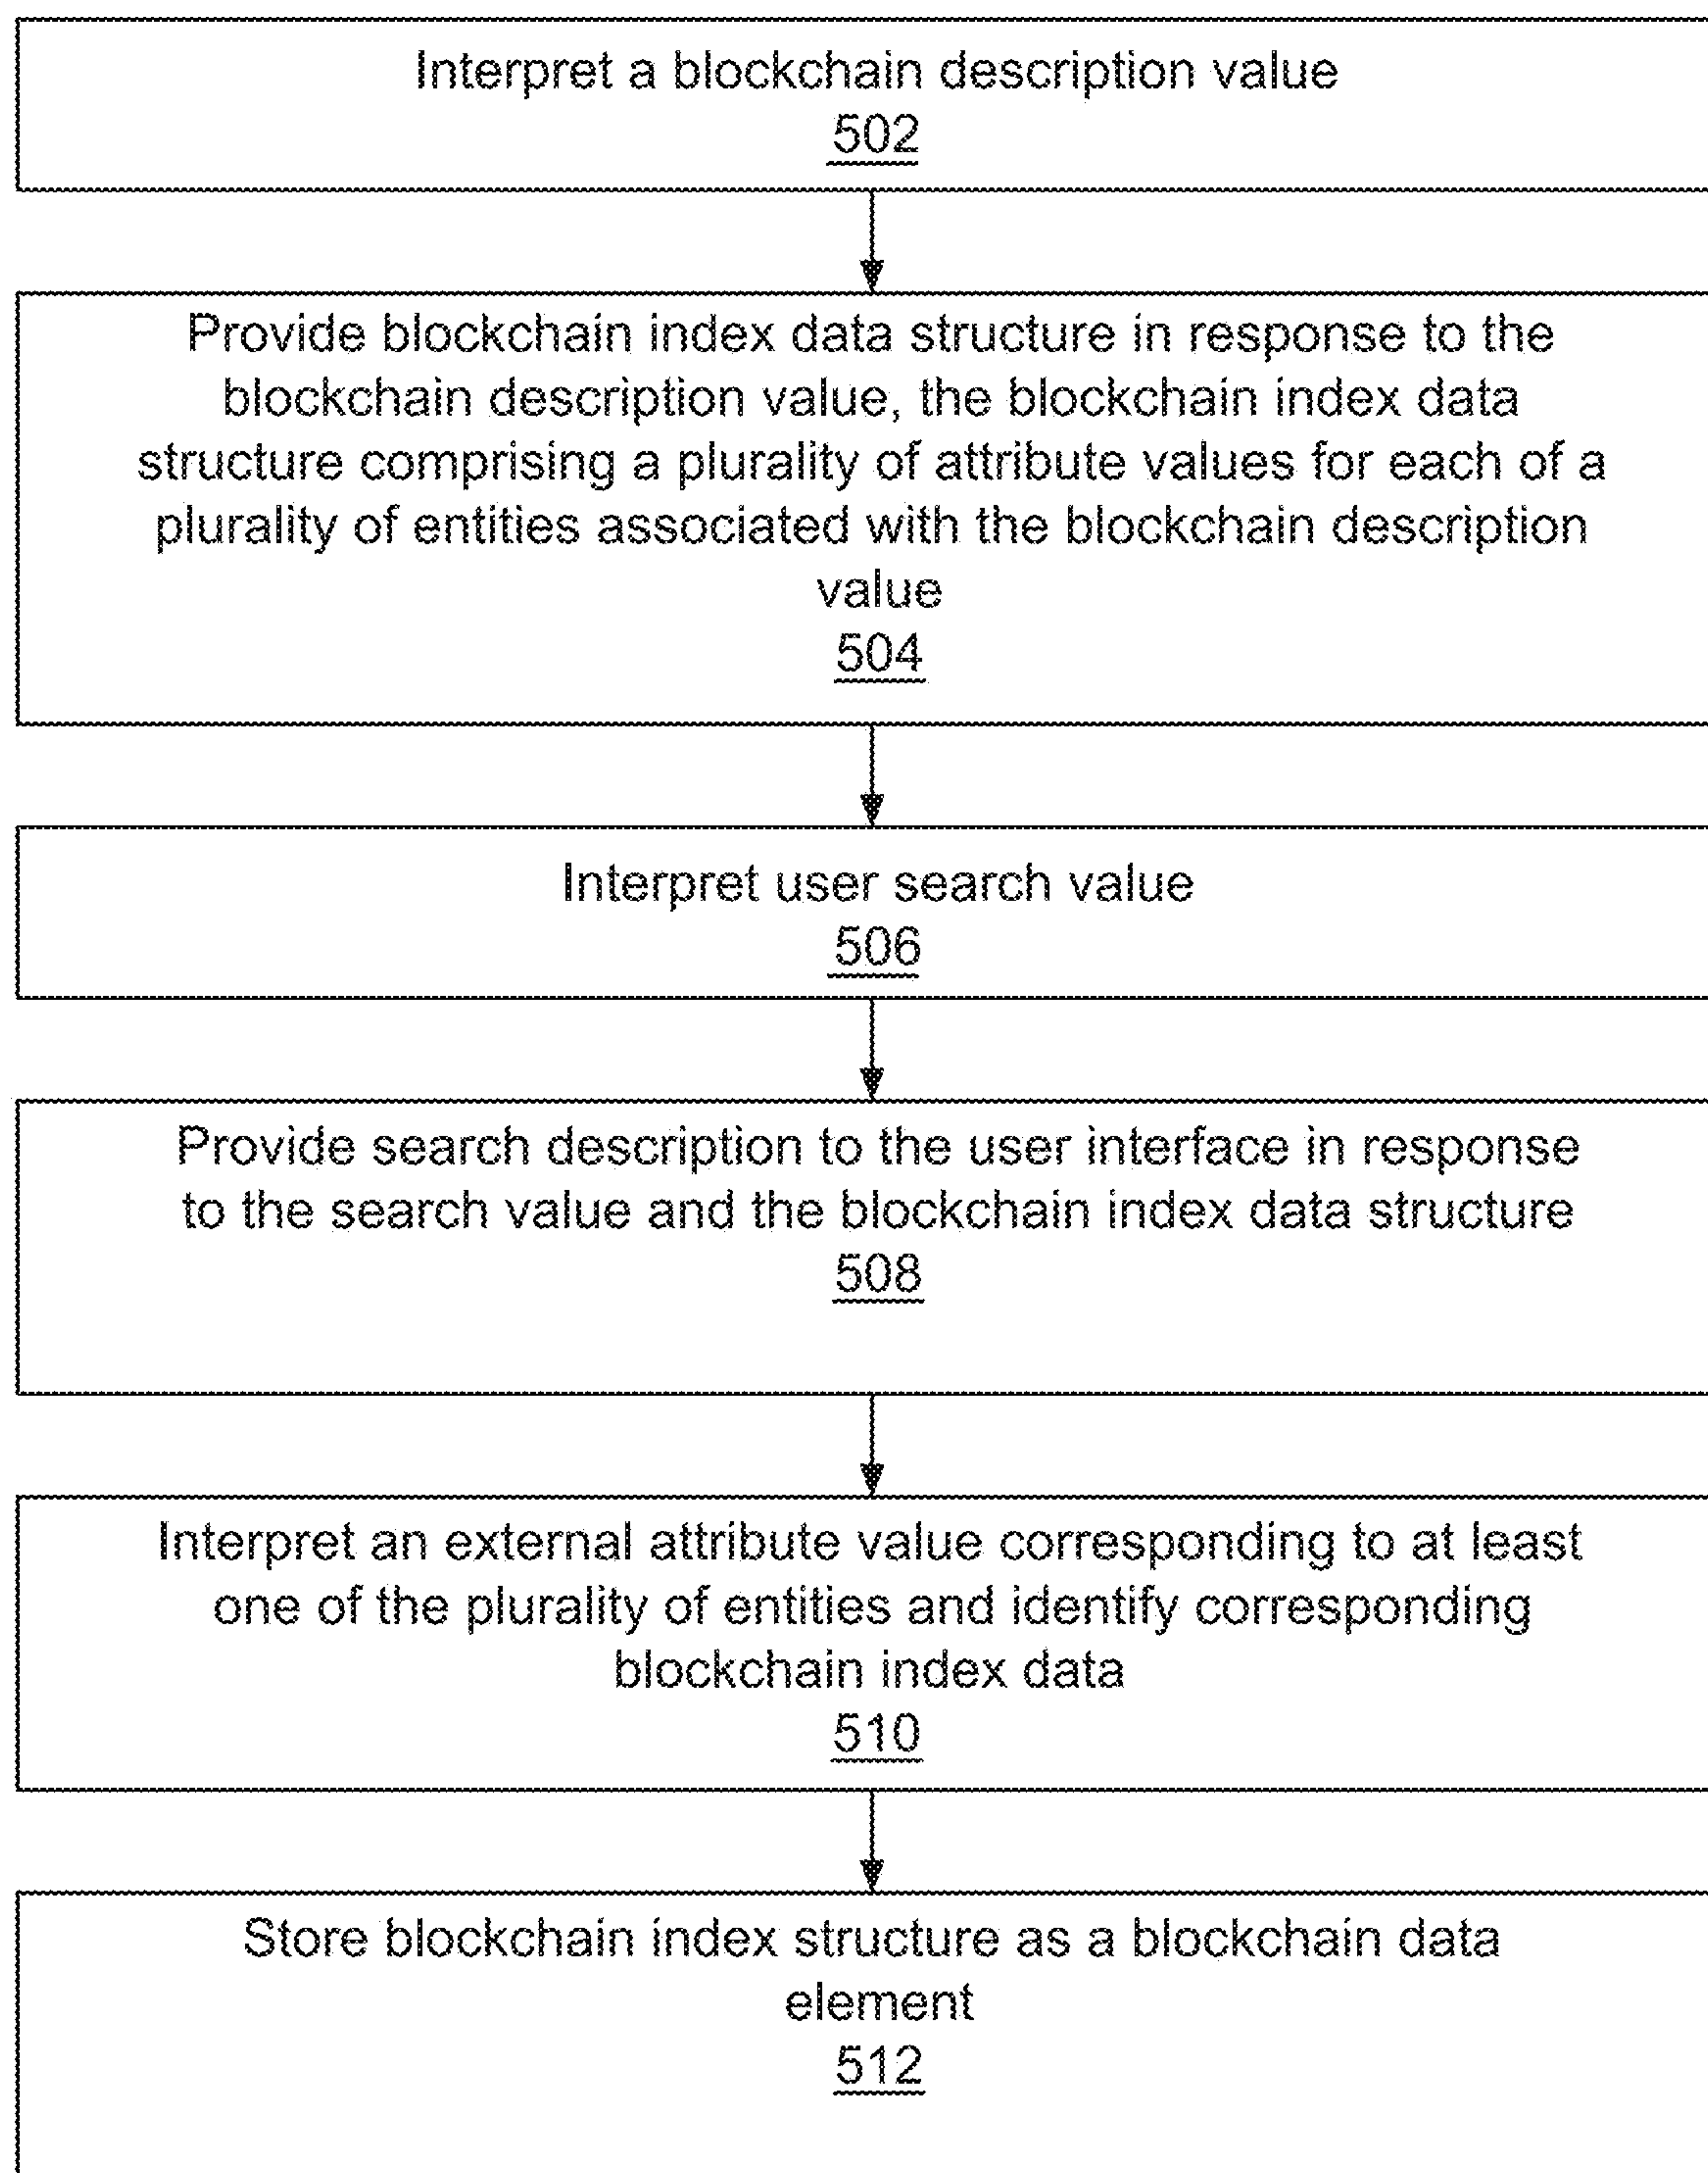 Interpret a blockchain description value
502
Provide blockchain index data structure in response to the
blockchain description value, the blockchain index data
structure comprising a plurality of attribute values for each of a
plurality of entities associated with the blockchain description
value
504
Interpret user search value
506
Provide search description to the user interface in response
to the search value and the blockchain index data structure
508
Interpret an external attribute value corresponding to at least
one of the plurality of entities and identify corresponding
blockchain index data
510
Store blockchain index structure as a blockchain data
element
512